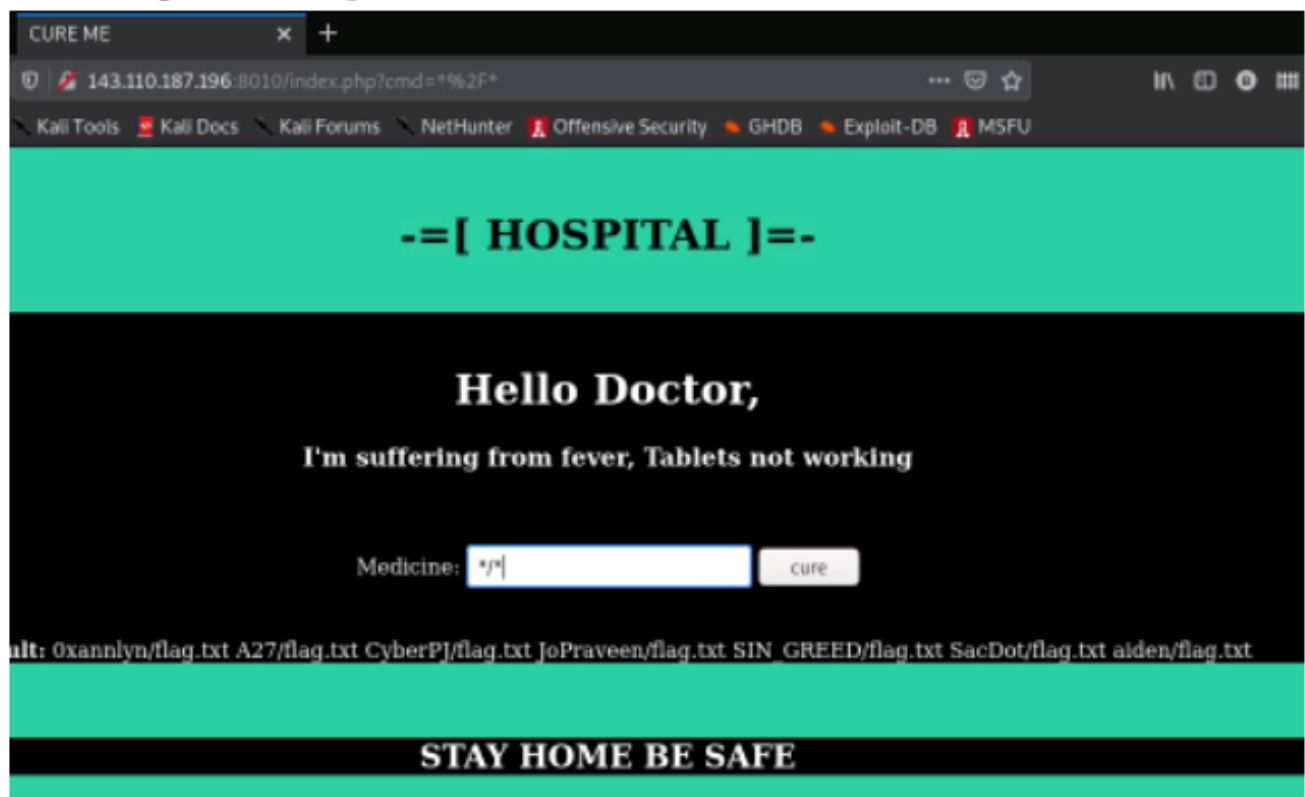 CURE ME × +
143.110.187.196:8010/index.php?cmd=*%2F*
Kali Tools Kali Docs Kali Forums NetHunter Offensive Security GHDB Exploit-DB MSFU
-=[ HOSPITAL ]=-
Hello Doctor,
I'm suffering from fever, Tablets not working
Medicine: */* cure
ult: 0xannlyn/flag.txt A27/flag.txt CyberPJ/flag.txt JoPraveen/flag.txt SIN_GREED/flag.txt SacDot/flag.txt aiden/flag.txt
STAY HOME BE SAFE